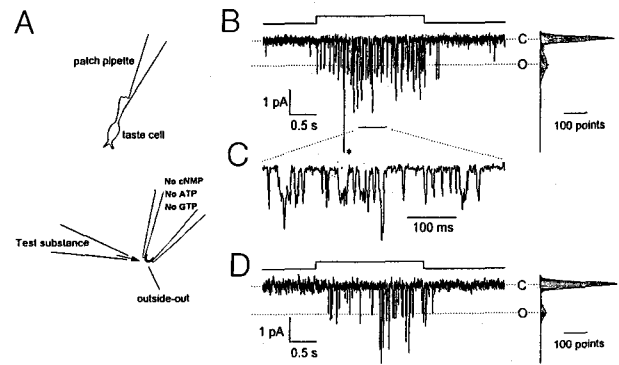 A
patch pipette
taste cell
No cNMP
No ATP
No GTP
Test substance
outside-out
B
C
O
1 pA
0.5 s
*
100 points
C
100 ms
D
C
O
1 pA
0.5 s
100 points